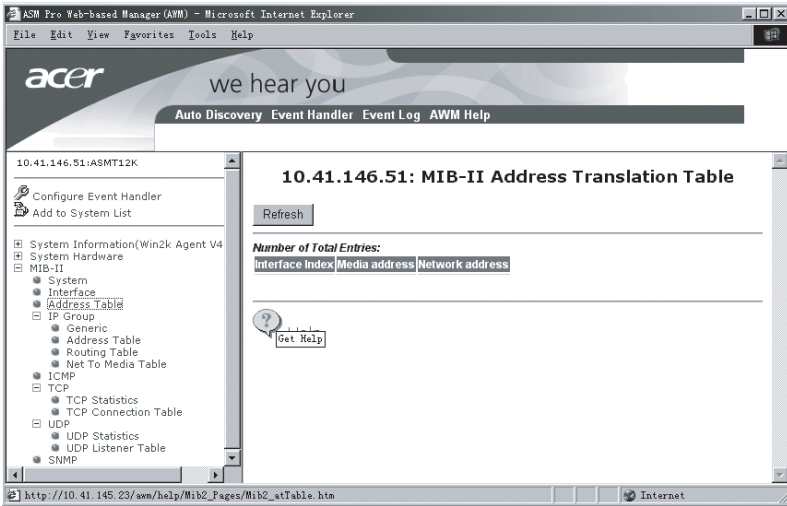 ASM Pro Web-based Manager(AWM) - Microsoft Internet Explorer
File Edit View Favorites Tools Help
acer
we hear you
Auto Discovery Event Handler Event Log AWM Help
10.41.146.51:ASMT12K
Configure Event Handler
Add to System List
System Information(Win2k Agent V4
System Hardware
MIB-II
System
Interface
Address Table
IP Group
Generic
Address Table
Routing Table
Net To Media Table
ICMP
TCP
TCP Statistics
TCP Connection Table
UDP
UDP Statistics
UDP Listener Table
SNMP
10.41.146.51: MIB-II Address Translation Table
Refresh
Number of Total Entries:
Interface Index Media address Network address
?
Get Help
http://10.41.145.23/awm/help/Mib2_Pages/Mib2_atTable.htm
Internet